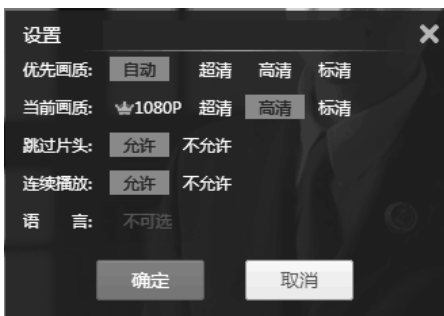 设置
优先画质: 自动 超清 高清 标清
当前画质: 1080P 超清 高清 标清
跳过片头: 允许 不允许
连续播放: 允许 不允许
语 言: 不可选
确定 取消